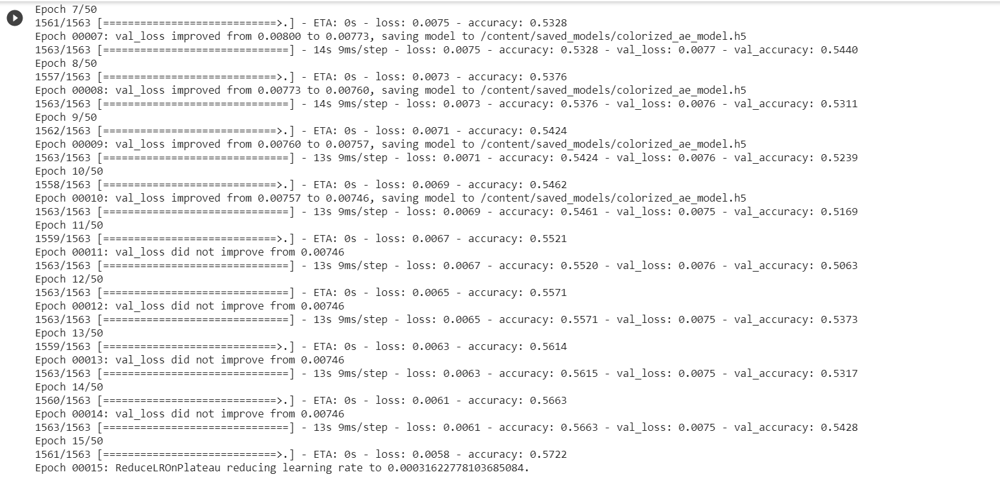 Epoch 7/50
1561/1563 [============================>.] - ETA: 0s - loss: 0.0075 - accuracy: 0.5328
Epoch 00007: val_loss improved from 0.00800 to 0.00773, saving model to /content/saved_models/colorized_ae_model.h5
1563/1563 [==============================] - 14s 9ms/step - loss: 0.0075 - accuracy: 0.5328 - val_loss: 0.0077 - val_accuracy: 0.5440
Epoch 8/50
1557/1563 [============================>.] - ETA: 0s - loss: 0.0073 - accuracy: 0.5376
Epoch 00008: val_loss improved from 0.00773 to 0.00760, saving model to /content/saved_models/colorized_ae_model.h5
1563/1563 [==============================] - 14s 9ms/step - loss: 0.0073 - accuracy: 0.5376 - val_loss: 0.0076 - val_accuracy: 0.5311
Epoch 9/50
1562/1563 [============================>.] - ETA: 0s - loss: 0.0071 - accuracy: 0.5424
Epoch 00009: val_loss improved from 0.00760 to 0.00757, saving model to /content/saved_models/colorized_ae_model.h5
1563/1563 [==============================] - 13s 9ms/step - loss: 0.0071 - accuracy: 0.5424 - val_loss: 0.0076 - val_accuracy: 0.5239
Epoch 10/50
1558/1563 [============================>.] - ETA: 0s - loss: 0.0069 - accuracy: 0.5462
Epoch 00010: val_loss improved from 0.00757 to 0.00746, saving model to /content/saved_models/colorized_ae_model.h5
1563/1563 [==============================] - 13s 9ms/step - loss: 0.0069 - accuracy: 0.5461 - val_loss: 0.0075 - val_accuracy: 0.5169
Epoch 11/50
1559/1563 [============================>.] - ETA: 0s - loss: 0.0067 - accuracy: 0.5521
Epoch 00011: val_loss did not improve from 0.00746
1563/1563 [==============================] - 13s 9ms/step - loss: 0.0067 - accuracy: 0.5520 - val_loss: 0.0076 - val_accuracy: 0.5063
Epoch 12/50
1563/1563 [==============================] - ETA: 0s - loss: 0.0065 - accuracy: 0.5571
Epoch 00012: val_loss did not improve from 0.00746
1563/1563 [==============================] - 13s 9ms/step - loss: 0.0065 - accuracy: 0.5571 - val_loss: 0.0075 - val_accuracy: 0.5373
Epoch 13/50
1559/1563 [============================>.] - ETA: 0s - loss: 0.0063 - accuracy: 0.5614
Epoch 00013: val_loss did not improve from 0.00746
1563/1563 [==============================] - 13s 9ms/step - loss: 0.0063 - accuracy: 0.5615 - val_loss: 0.0075 - val_accuracy: 0.5317
Epoch 14/50
1560/1563 [============================>.] - ETA: 0s - loss: 0.0061 - accuracy: 0.5663
Epoch 00014: val_loss did not improve from 0.00746
1563/1563 [==============================] - 13s 9ms/step - loss: 0.0061 - accuracy: 0.5663 - val_loss: 0.0075 - val_accuracy: 0.5428
Epoch 15/50
1561/1563 [============================>.] - ETA: 0s - loss: 0.0058 - accuracy: 0.5722
Epoch 00015: ReduceLROnPlateau reducing learning rate to 0.00031622778103685084.